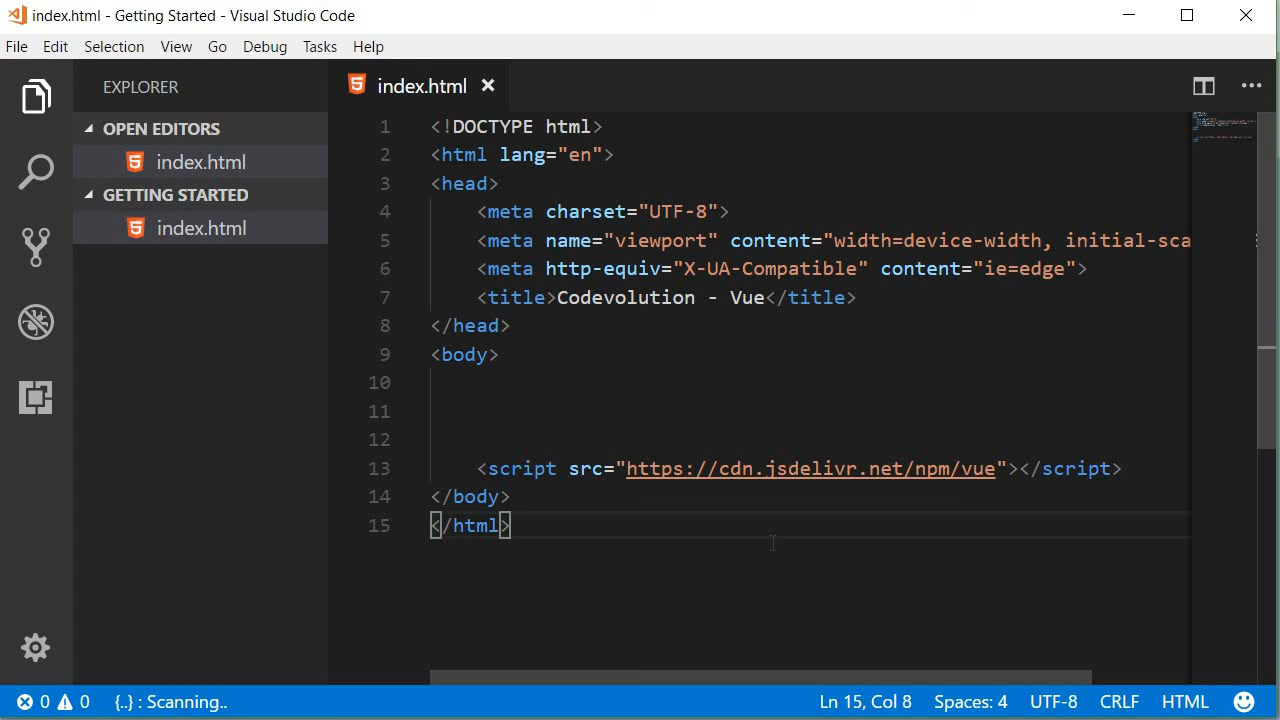 index.html - Getting Started - Visual Studio Code
File Edit Selection View Go Debug Tasks Help
EXPLORER
OPEN EDITORS
index.html
GETTING STARTED
index.html
index.html
1 <!DOCTYPE html>
2 <html lang="en">
3 <head>
4 <meta charset="UTF-8">
5 <meta name="viewport" content="width=device-width, initial-sca
6 <meta http-equiv="X-UA-Compatible" content="ie=edge">
7 <title>Codevolution - Vue</title>
8 </head>
9 <body>
10
11
12
13 <script src="https://cdn.jsdelivr.net/npm/vue"></script>
14 </body>
15 </html>
0 0 {..} : Scanning.. Ln 15, Col 8 Spaces: 4 UTF-8 CRLF HTML